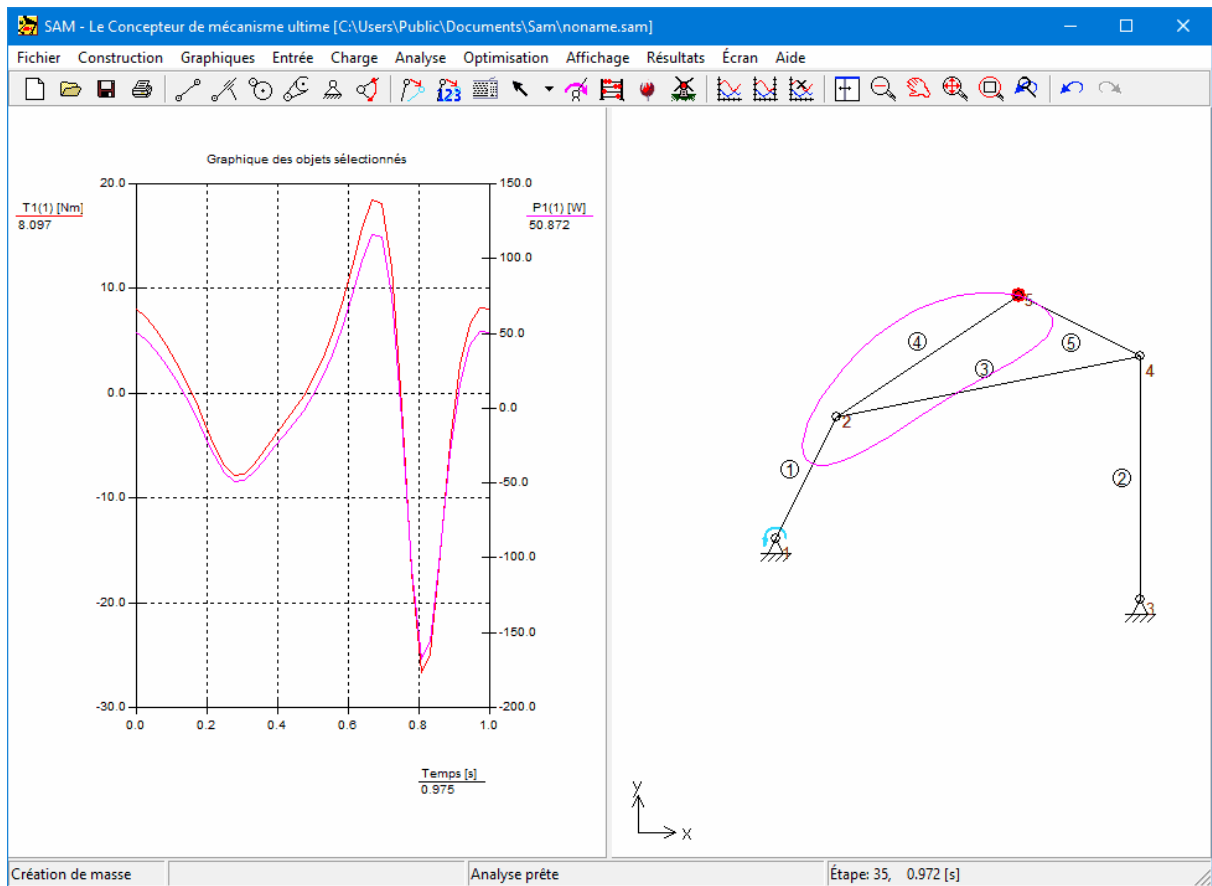 SAM - Le Concepteur de mécanisme ultime [C:\Users\Public\Documents\Sam\noname.sam]
Fichier Construction Graphiques Entrée Charge Analyse Optimisation Affichage Résultats Écran Aide
123
Graphique des objets sélectionnés
T1(1) [Nm]
8.097
P1(1) [W]
50.872
20.0
10.0
0.0
-10.0
-20.0
-30.0
150.0
100.0
50.0
0.0
-50.0
-100.0
-150.0
-200.0
0.0 0.2 0.4 0.6 0.8 1.0
Temps [s]
0.975
5
4
5
3
4
2
1
2
1
3
y
x
Création de masse
Analyse prête
Étape: 35, 0.972 [s]